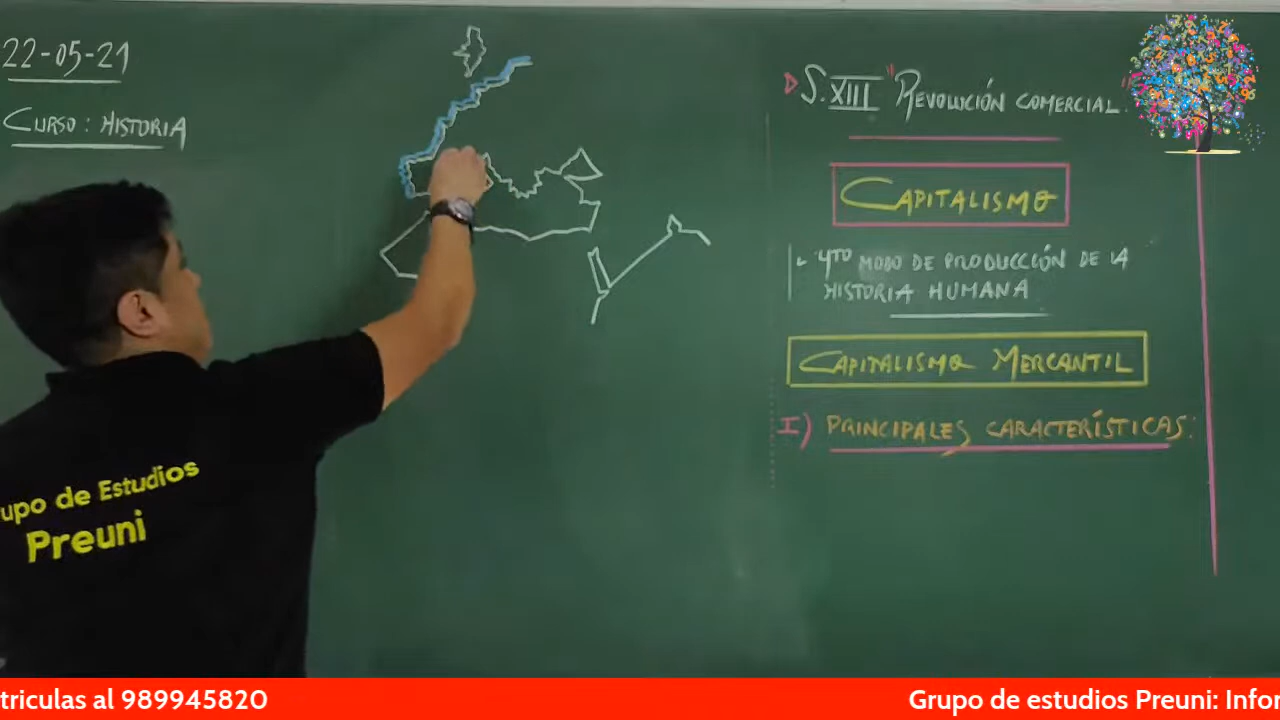 22-05-21
CURSO: HISTORIA
S. XIII "REVOLUCIÓN COMERCIAL"
CAPITALISMO
4TO MODO DE PRODUCCIÓN DE LA
HISTORIA HUMANA
CAPITALISMO MERCANTIL
I) PRINCIPALES CARACTERÍSTICAS:
upo de Estudios
Preuni
triculas al 989945820
Grupo de estudios Preuni: Infor